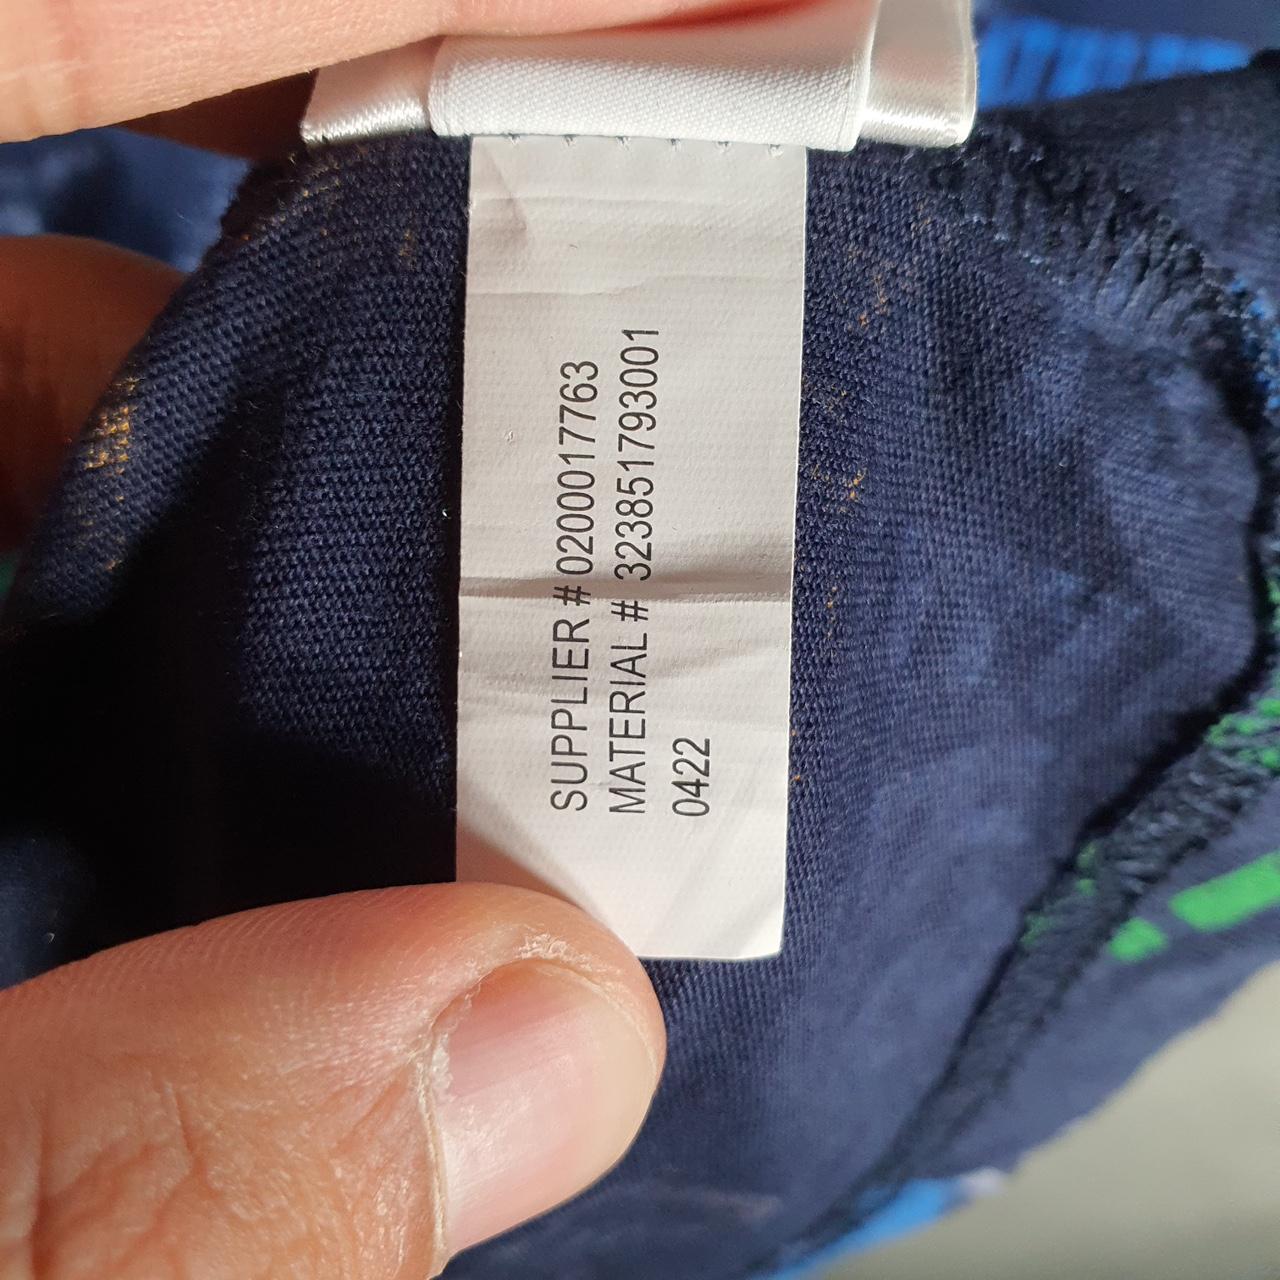 SUPPLIER # 0200017763
MATERIAL # 323851793001
0422